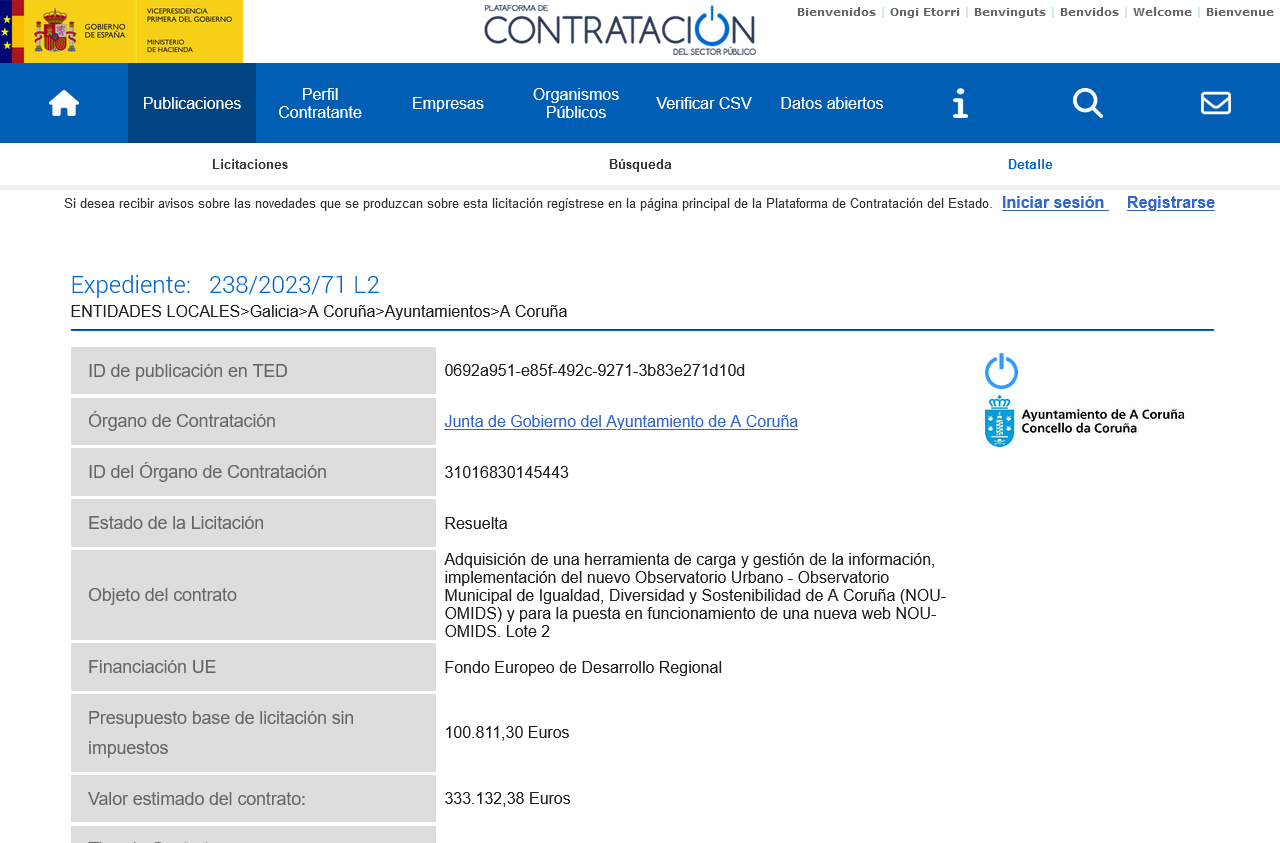 GOBIERNO
DE ESPAÑA
VICEPRESIDENCIA
PRIMERA DEL GOBIERNO
MINISTERIO
DE HACIENDA
PLATAFORMA DE
CONTRATACIÓN
DEL SECTOR PÚBLICO
Bienvenidos | Ongi Etorri | Benvinguts | Benvidos | Welcome | Bienvenue
Publicaciones
Perfil
Contratante
Empresas
Organismos
Públicos
Verificar CSV
Datos abiertos
Licitaciones
Búsqueda
Detalle
Si desea recibir avisos sobre las novedades que se produzcan sobre esta licitación regístrese en la página principal de la Plataforma de Contratación del Estado. Iniciar sesión Registrarse
Expediente: 238/2023/71 L2
ENTIDADES LOCALES>Galicia>A Coruña>Ayuntamientos>A Coruña
ID de publicación en TED
0692a951-e85f-492c-9271-3b83e271d10d
Ayuntamiento de A Coruña
Concello da Coruña
Órgano de Contratación
Junta de Gobierno del Ayuntamiento de A Coruña
ID del Órgano de Contratación
31016830145443
Estado de la Licitación
Resuelta
Objeto del contrato
Adquisición de una herramienta de carga y gestión de la información,
implementación del nuevo Observatorio Urbano - Observatorio
Municipal de Igualdad, Diversidad y Sostenibilidad de A Coruña (NOU-
OMIDS) y para la puesta en funcionamiento de una nueva web NOU-
OMIDS. Lote 2
Financiación UE
Fondo Europeo de Desarrollo Regional
Presupuesto base de licitación sin
impuestos
100.811,30 Euros
Valor estimado del contrato:
333.132,38 Euros